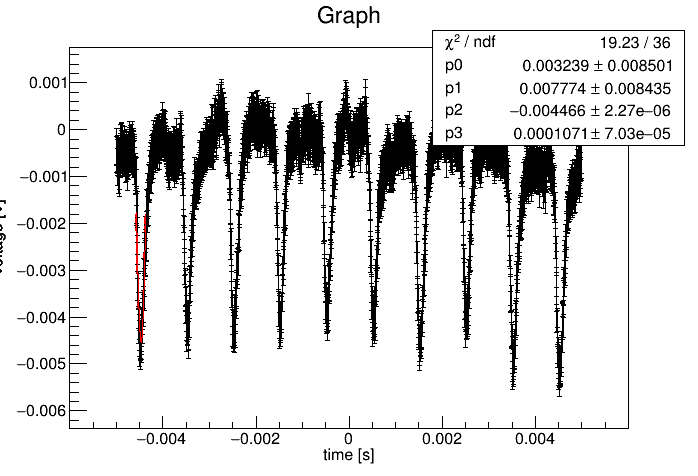 Graph
χ² / ndf 19.23 / 36
p0 0.003239 ± 0.008501
p1 0.007774 ± 0.008435
p2 −0.004466 ± 2.27e−06
p3 0.0001071 ± 7.03e−05
0.001
0
−0.001
−0.002
−0.003
−0.004
−0.005
−0.006
−0.004 −0.002 0 0.002 0.004
time [s]